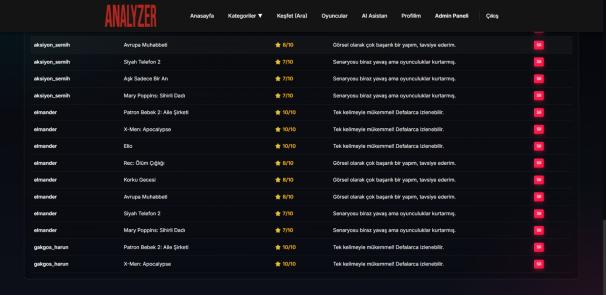 ANALYZER Anasayfa Kategoriler ▼ Keşfet (Ara) Oyuncular AI Asistan Profilim Admin Paneli Çıkış
aksiyon_semih Avrupa Muhabbeti ★ 8/10 Görsel olarak çok başarılı bir yapım, tavsiye ederim. Sil
aksiyon_semih Siyah Telefon 2 ★ 7/10 Senaryosu biraz yavaş ama oyunculuklar kurtarmış. Sil
aksiyon_semih Aşk Sadece Bir An ★ 7/10 Senaryosu biraz yavaş ama oyunculuklar kurtarmış. Sil
aksiyon_semih Mary Poppins: Sihirli Dadı ★ 7/10 Senaryosu biraz yavaş ama oyunculuklar kurtarmış. Sil
elmander Patron Bebek 2: Aile Şirketi ★ 10/10 Tek kelimeyle mükemmel! Defalarca izlenebilir. Sil
elmander X-Men: Apocalypse ★ 10/10 Tek kelimeyle mükemmel! Defalarca izlenebilir. Sil
elmander Elio ★ 10/10 Tek kelimeyle mükemmel! Defalarca izlenebilir. Sil
elmander Rec: Ölüm Çığlığı ★ 8/10 Görsel olarak çok başarılı bir yapım, tavsiye ederim. Sil
elmander Korku Gecesi ★ 8/10 Görsel olarak çok başarılı bir yapım, tavsiye ederim. Sil
elmander Avrupa Muhabbeti ★ 8/10 Görsel olarak çok başarılı bir yapım, tavsiye ederim. Sil
elmander Siyah Telefon 2 ★ 7/10 Senaryosu biraz yavaş ama oyunculuklar kurtarmış. Sil
elmander Mary Poppins: Sihirli Dadı ★ 7/10 Senaryosu biraz yavaş ama oyunculuklar kurtarmış. Sil
gakgos_harun Patron Bebek 2: Aile Şirketi ★ 10/10 Tek kelimeyle mükemmel! Defalarca izlenebilir. Sil
gakgos_harun X-Men: Apocalypse ★ 10/10 Tek kelimeyle mükemmel! Defalarca izlenebilir. Sil